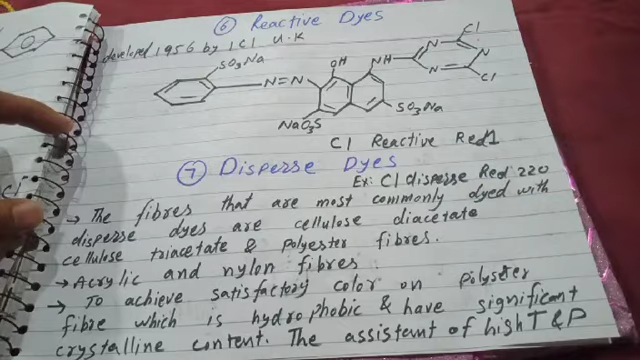 ⑥ Reactive Dyes
developed 1956 by ICI U.K
SO3Na
N=N
OH
NH
N
Cl
N
N
Cl
NaO3S
SO3Na
CI Reactive Red1
⑦ Disperse Dyes
Ex: CI disperse Red 220
→ The fibres that are most commonly dyed with
disperse dyes are cellulose diacetate
cellulose triacetate & polyester fibres.
→ Acrylic and nylon fibres
→ To achieve satisfactory color on polyseter
fibre which is hydrophobic & have significant
crystalline content. The assistent of high T & P
Cl